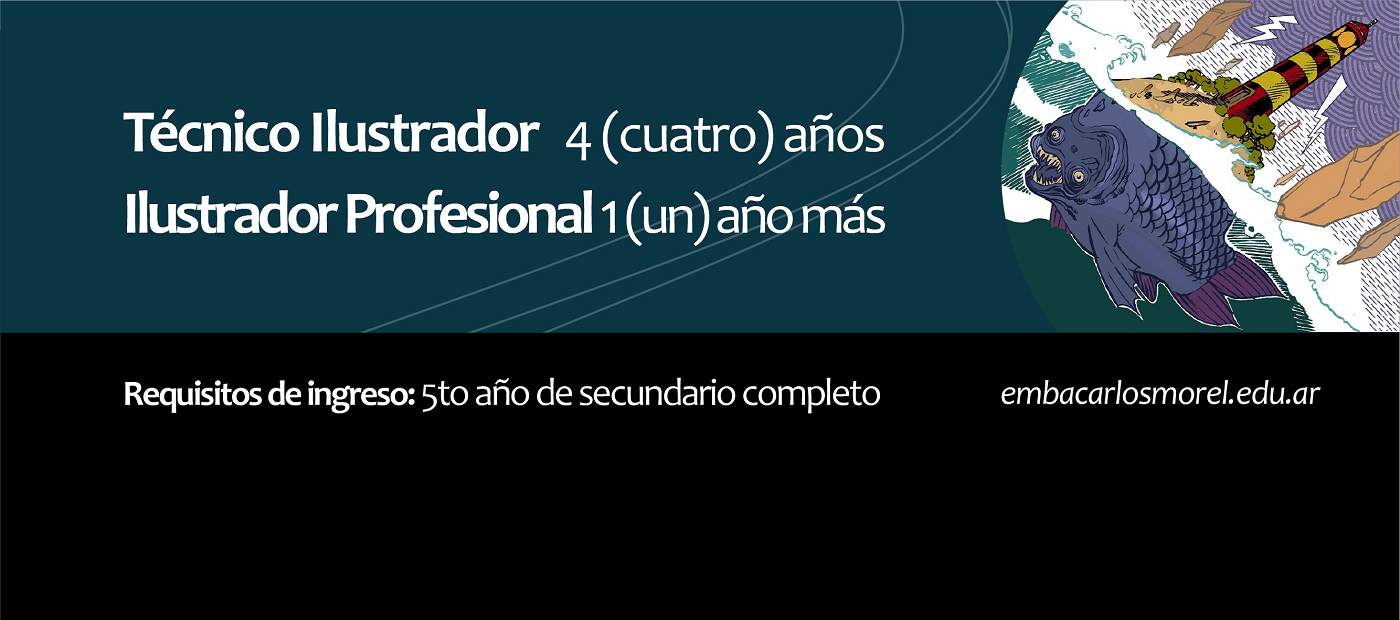 Técnico Ilustrador 4 (cuatro) años
Ilustrador Profesional 1 (un) año más
Requisitos de ingreso: 5to año de secundario completo
embacarlosmorel.edu.ar